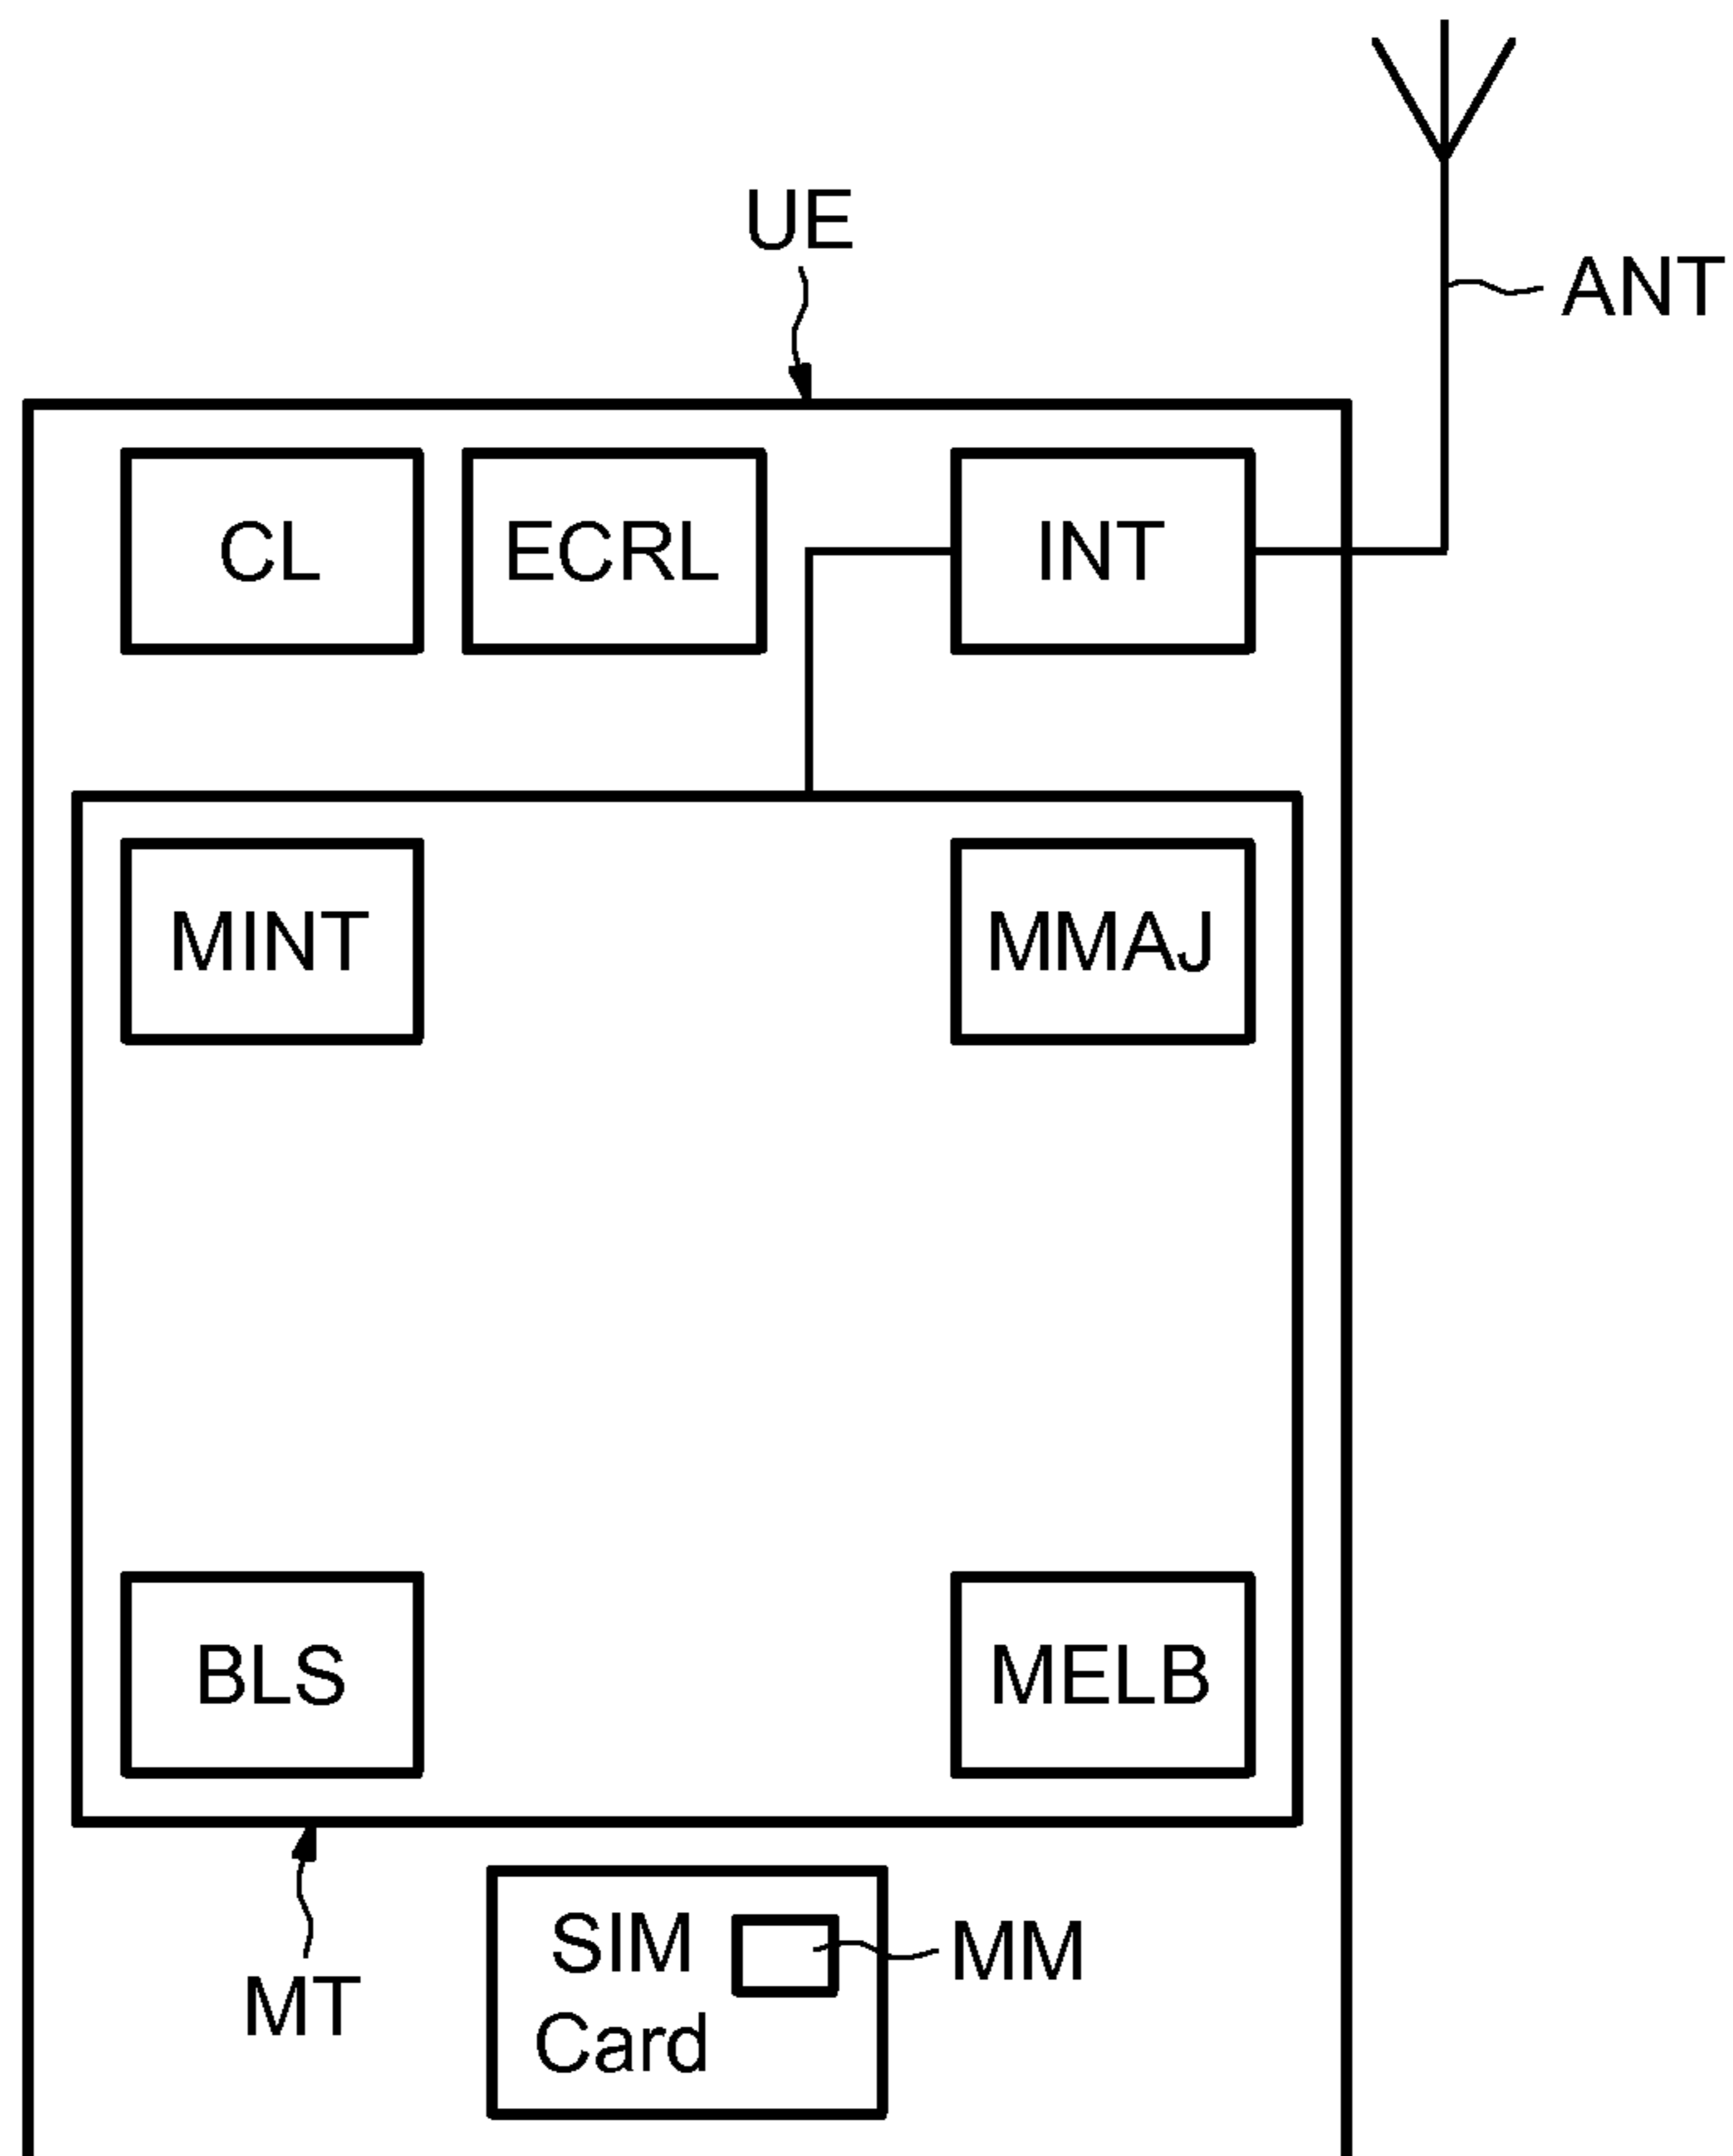 UE
ANT
CL
ECRL
INT
MINT
MMAJ
BLS
MELB
SIM
Card
MM
MT